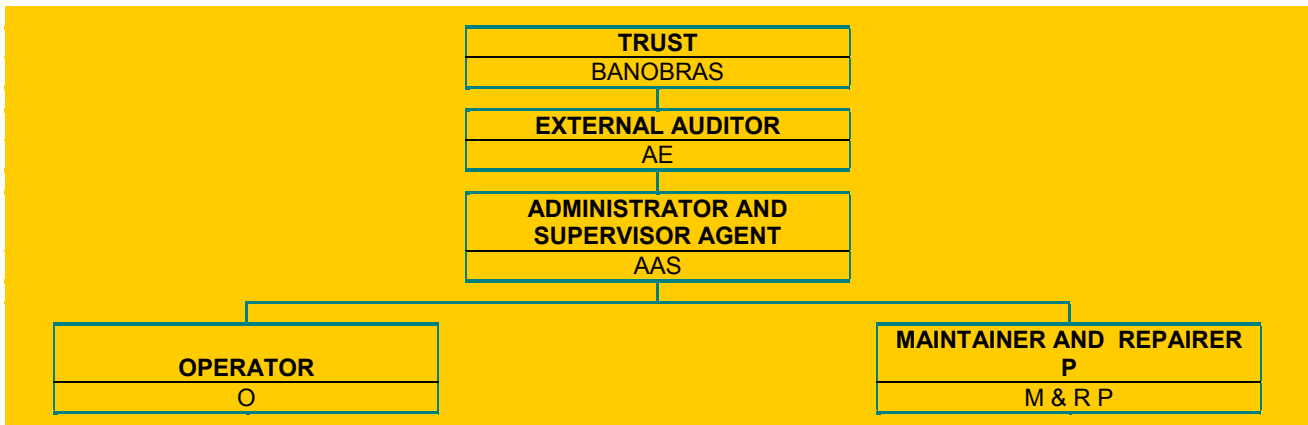 TRUST
BANOBRAS
EXTERNAL AUDITOR
AE
ADMINISTRATOR AND
SUPERVISOR AGENT
AAS
OPERATOR
O
MAINTAINER AND REPAIRER
P
M & R P